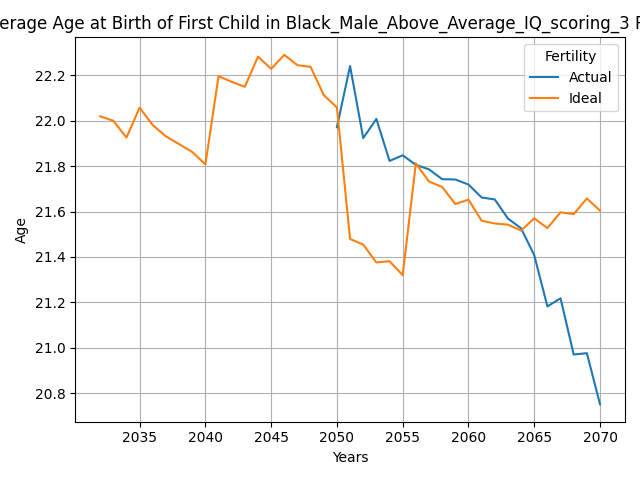 erage Age at Birth of First Child in Black_Male_Above_Average_IQ_scoring_3
Fertility
Actual
Ideal
22.2
22.0
21.8
21.6
21.4
21.2
21.0
20.8
Age
2035 2040 2045 2050 2055 2060 2065 2070
Years